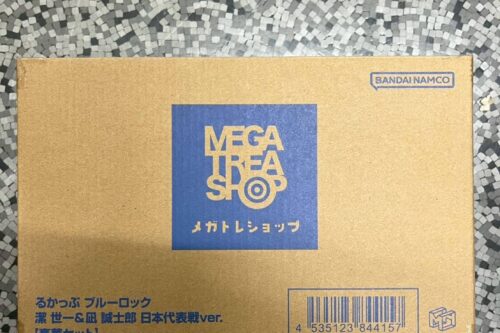 BANDAI NAMCO
MEGA
TREA
SHOP
メガトレショップ
るかっぷ ブルーロック
潔 世一&凪 誠士郎 日本代表戦ver.
4 535123 844157